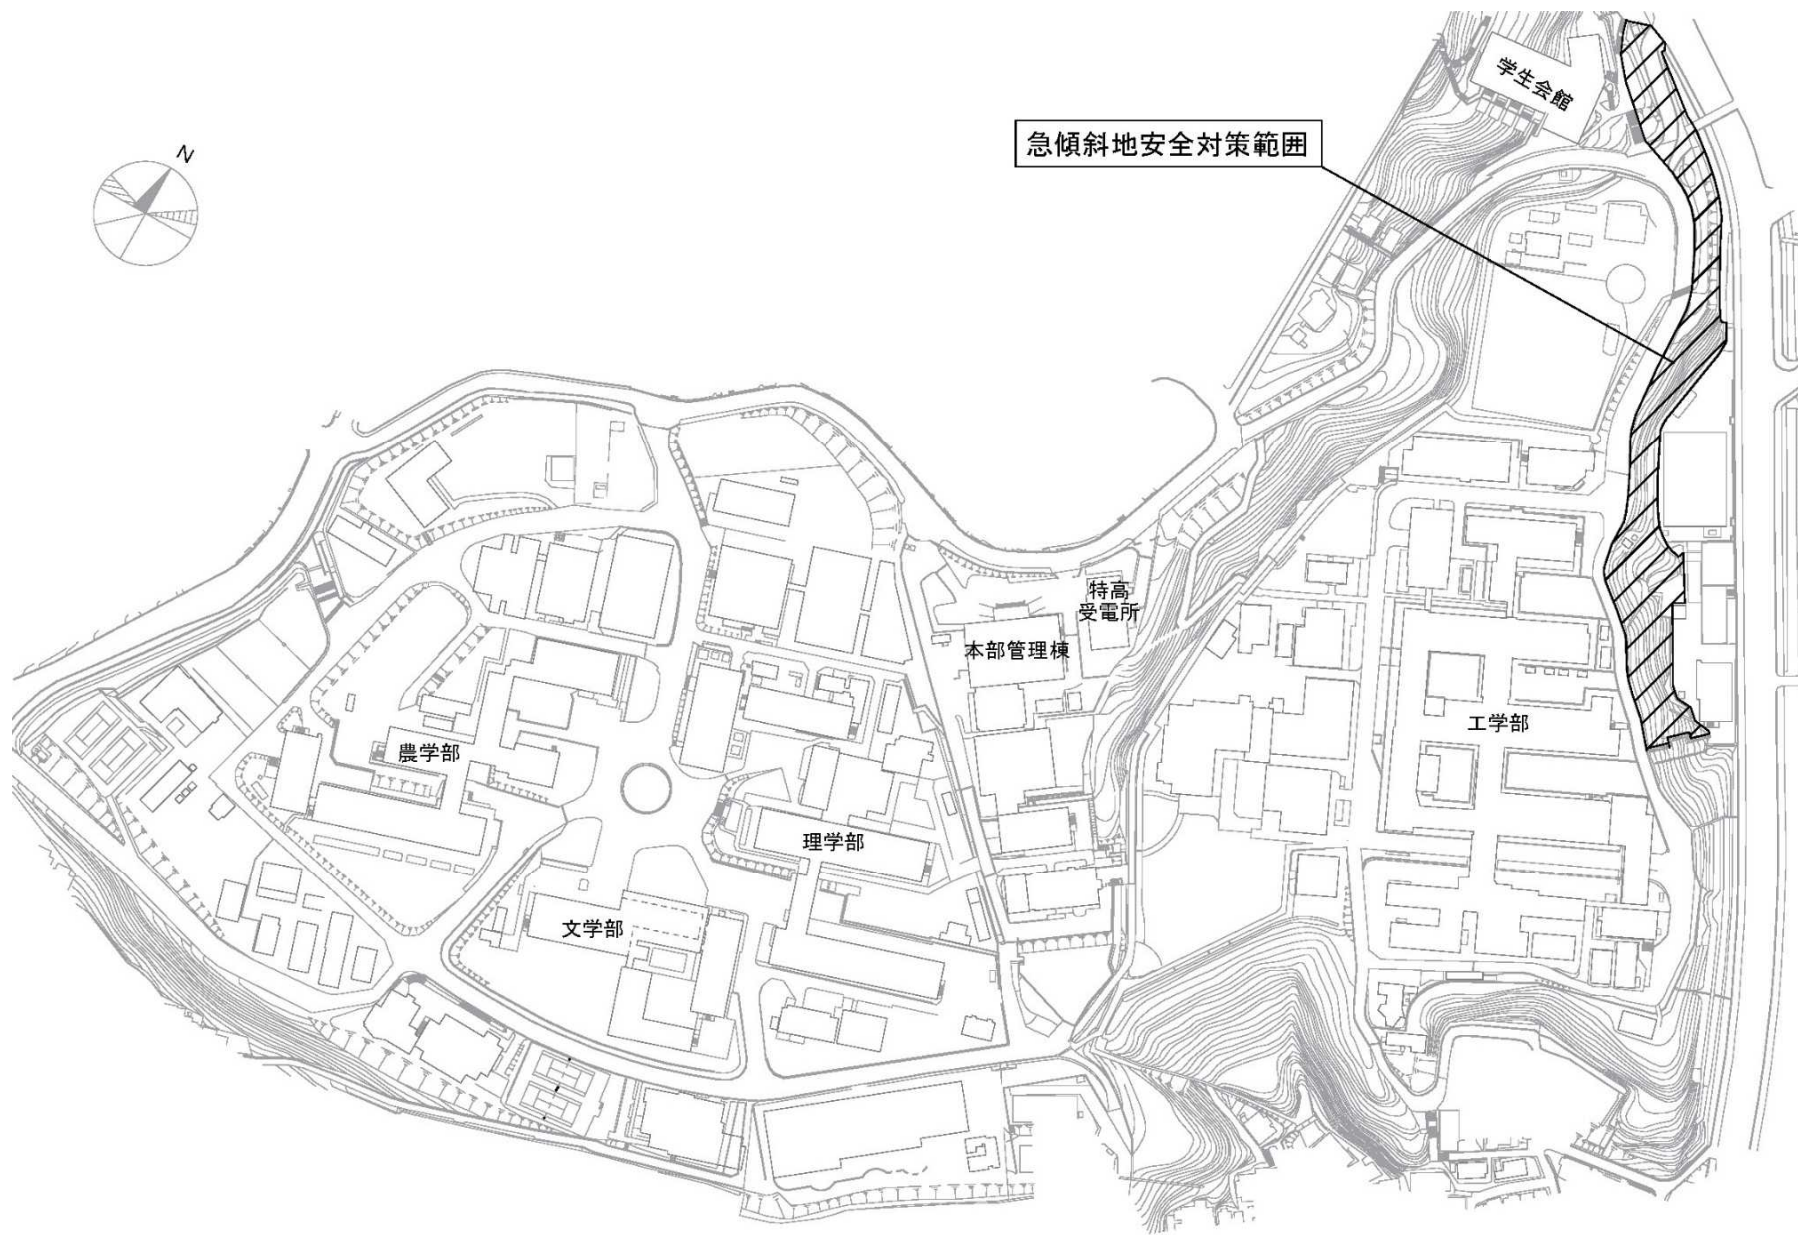 N
学生会館
急傾斜地安全対策範囲
特高
受電所
本部管理棟
工学部
農学部
理学部
文学部